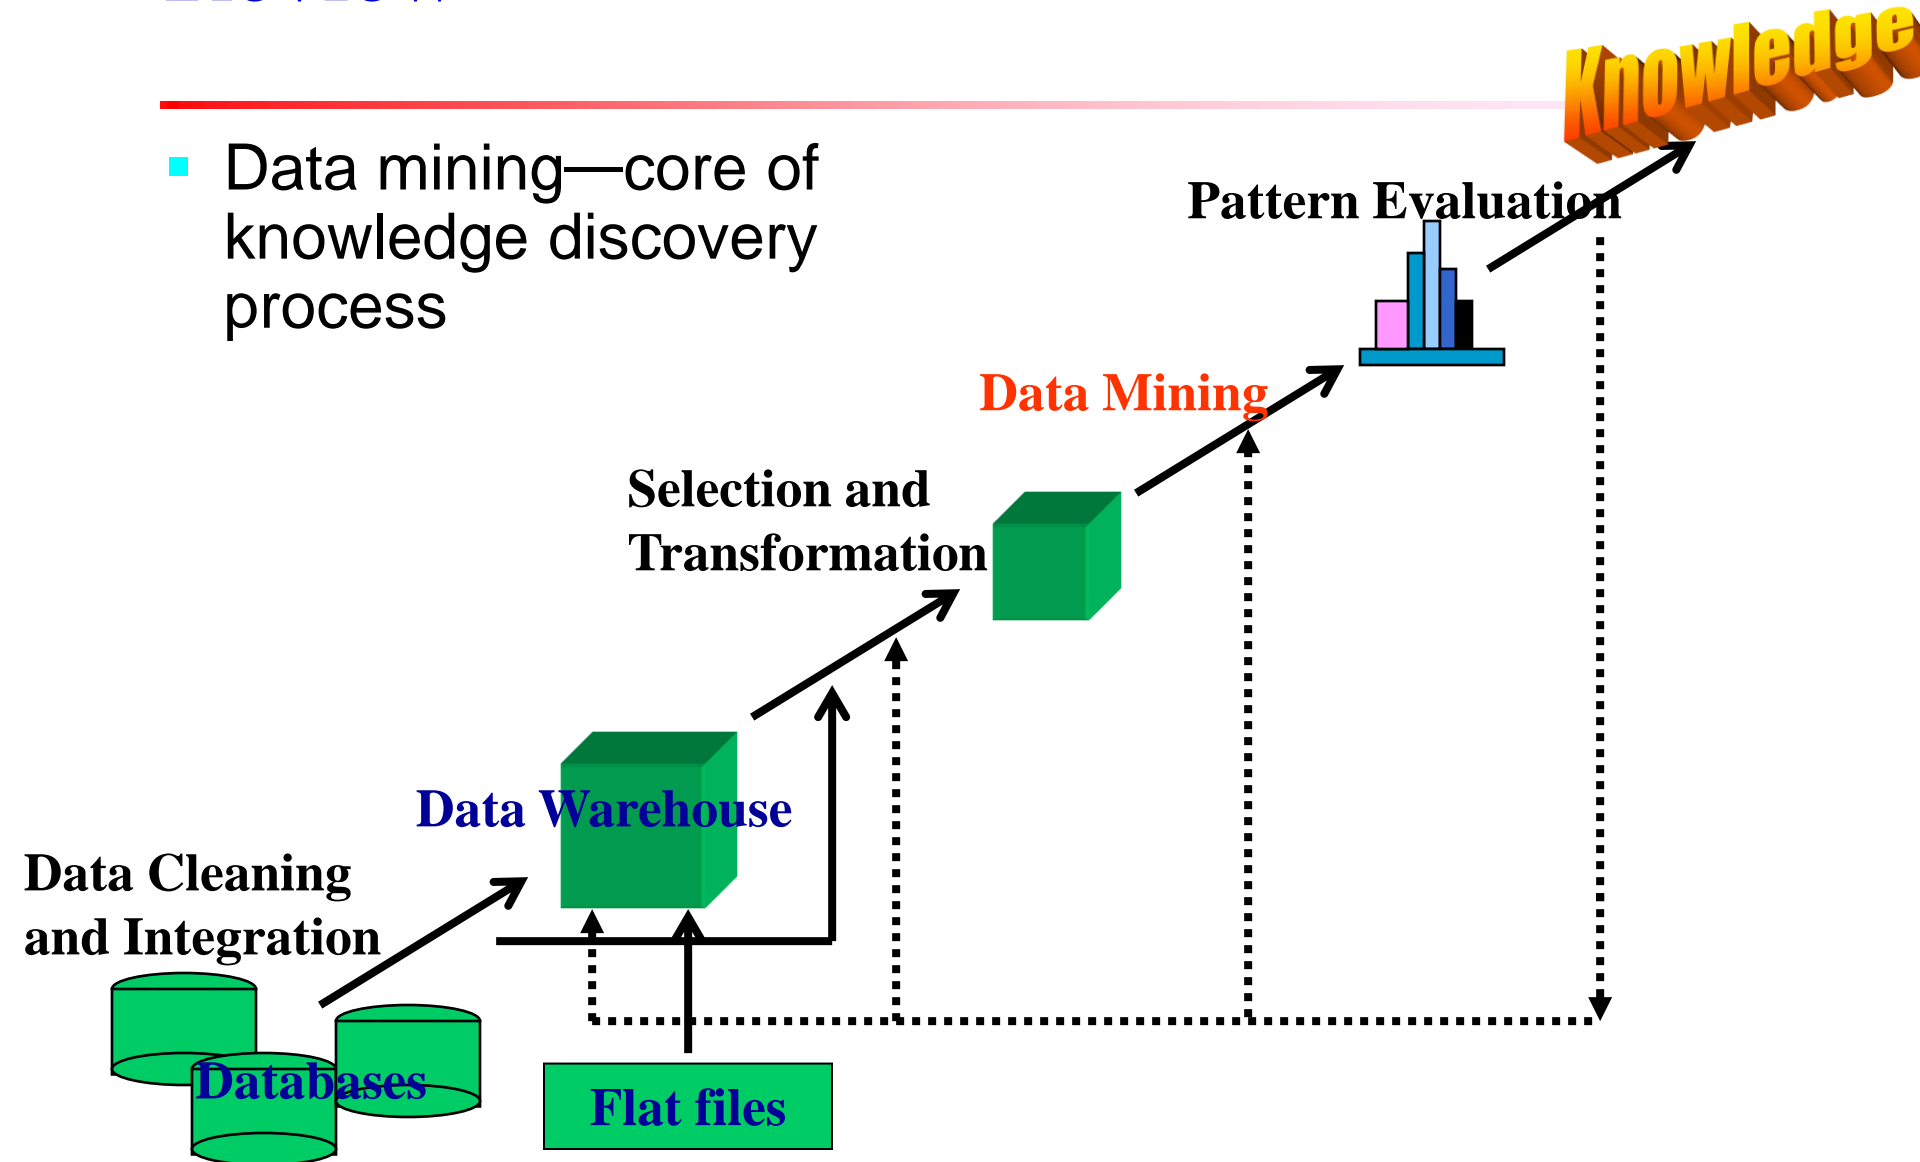 Knowledge
Data mining—core of
knowledge discovery
process
Pattern Evaluation
Data Mining
Selection and
Transformation
Data Warehouse
Data Cleaning
and Integration
Databases
Flat files